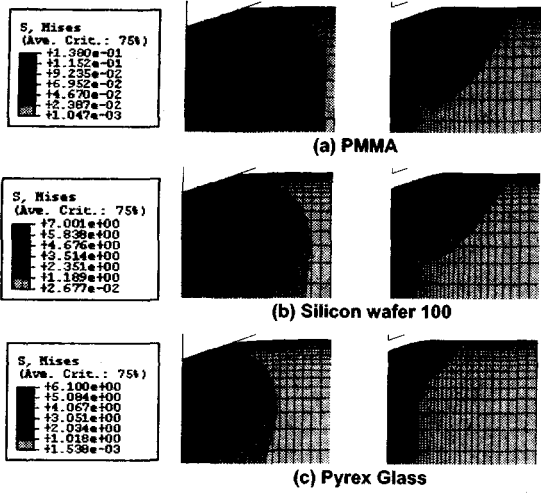 S, Mises
(Ave. Crit.: 75%)
+1.380e-01
+1.152e-01
+9.235e-02
+6.952e-02
+4.670e-02
+2.387e-02
+1.047e-03
(a) PMMA
S, Mises
(Ave. Crit.: 75%)
+7.001e+00
+5.838e+00
+4.676e+00
+3.514e+00
+2.351e+00
+1.189e+00
+2.677e-02
(b) Silicon wafer 100
S, Mises
(Ave. Crit.: 75%)
+6.100e+00
+5.084e+00
+4.067e+00
+3.051e+00
+2.034e+00
+1.018e+00
+1.538e-03
(c) Pyrex Glass